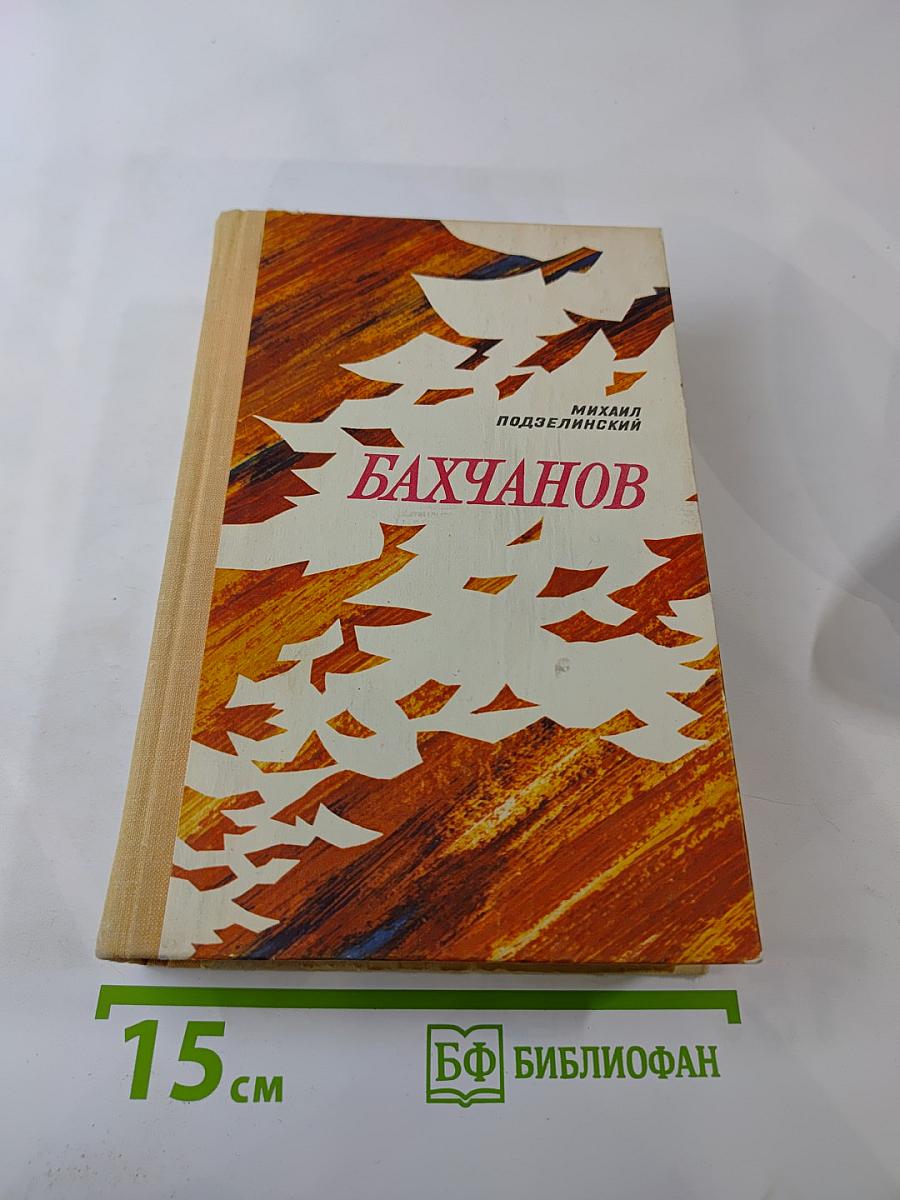 МИХАИЛ
ПОДЗЕЛИНСКИЙ
БАХЧАНОВ
15 см
БФ БИБЛИОФАН